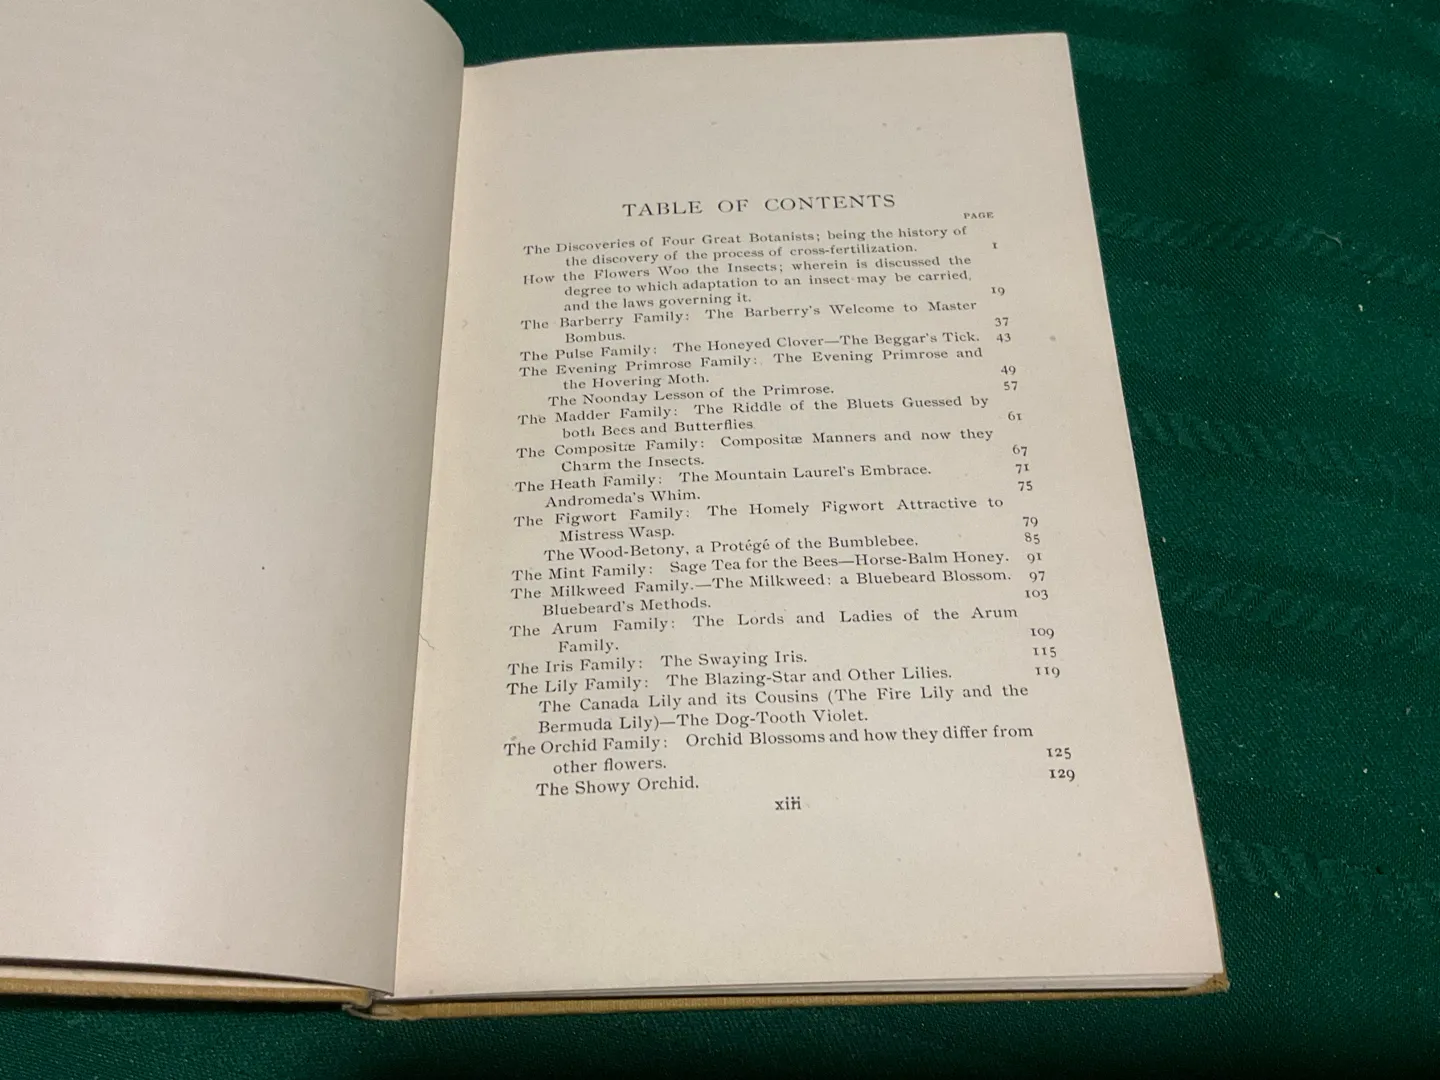 TABLE OF CONTENTS
PAGE
The Discoveries of Four Great Botanists; being the history of
the discovery of the process of cross-fertilization. 1
How the Flowers Woo the Insects; wherein is discussed the
degree to which adaptation to an insect may be carried,
and the laws governing it. 19
The Barberry Family: The Barberry's Welcome to Master
Bombus. 37
The Pulse Family: The Honeyed Clover—The Beggar's Tick. 43
The Evening Primrose Family: The Evening Primrose and
the Hovering Moth. 49
The Noonday Lesson of the Primrose. 57
The Madder Family: The Riddle of the Bluets Guessed by
both Bees and Butterflies 61
The Compositæ Family: Compositæ Manners and now they
Charm the Insects. 67
The Heath Family: The Mountain Laurel's Embrace. 71
Andromeda's Whim. 75
The Figwort Family: The Homely Figwort Attractive to
Mistress Wasp. 79
The Wood-Betony, a Protégé of the Bumblebee. 85
The Mint Family: Sage Tea for the Bees—Horse-Balm Honey. 91
The Milkweed Family.—The Milkweed: a Bluebeard Blossom. 97
Bluebeard's Methods. 103
The Arum Family: The Lords and Ladies of the Arum
Family. 109
The Iris Family: The Swaying Iris. 115
The Lily Family: The Blazing-Star and Other Lilies. 119
The Canada Lily and its Cousins (The Fire Lily and the
Bermuda Lily)—The Dog-Tooth Violet.
The Orchid Family: Orchid Blossoms and how they differ from
other flowers. 125
The Showy Orchid. 129
xiii